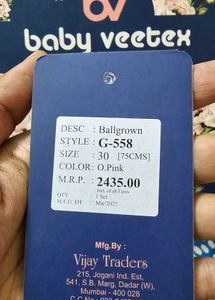 bv
baby veetex
DESC : Ballgrown
STYLE : G-558
SIZE : 30 [75CMS]
COLOR : O.Pink
M.R.P. : 2435.00
Incl. of all Taxes
QTY : 1 Set
M.F.G DT : Mar/2022
Mfg.By :
Vijay Traders
215, Jogani Ind. Est,
541, S.B. Marg, Dadar (W),
Mumbai - 400 028